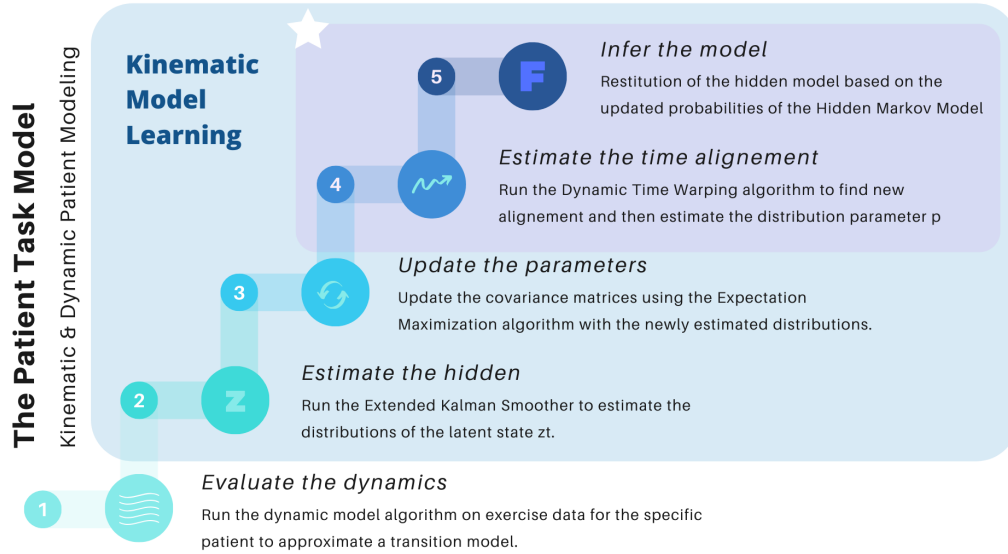 The Patient Task Model
Kinematic & Dynamic Patient Modeling
Kinematic
Model
Learning
5
F
Infer the model
Restitution of the hidden model based on the
updated probabilities of the Hidden Markov Model
4
Estimate the time alignement
Run the Dynamic Time Warping algorithm to find new
alignement and then estimate the distribution parameter p
3
Update the parameters
Update the covariance matrices using the Expectation
Maximization algorithm with the newly estimated distributions.
2
Z
Estimate the hidden
Run the Extended Kalman Smoother to estimate the
distributions of the latent state zt.
1
Evaluate the dynamics
Run the dynamic model algorithm on exercise data for the specific
patient to approximate a transition model.